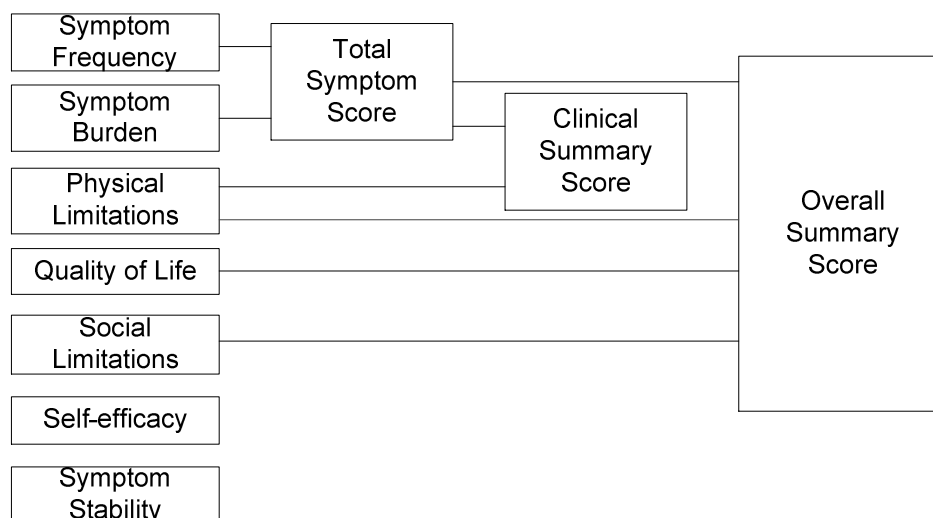 Symptom
Frequency
Symptom
Burden
Physical
Limitations
Quality of Life
Social
Limitations
Self-efficacy
Symptom
Stability
Total
Symptom
Score
Clinical
Summary
Score
Overall
Summary
Score